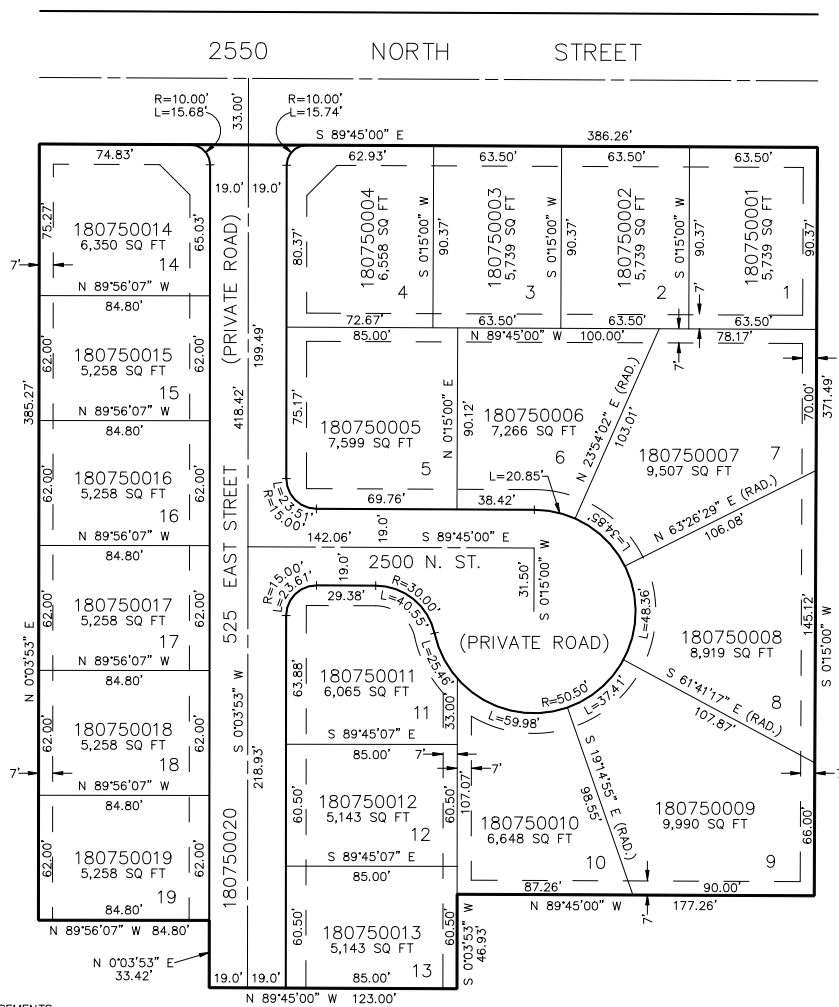 2550 NORTH STREET
R=10.00'
L=15.68'
33.00'
R=10.00'
L=15.74'
S 89°45'00" E
386.26'
74.83'
62.93'
63.50'
63.50'
63.50'
19.0'
19.0'
75.27'
180750014
6,350 SQ FT
14
65.03'
7'
N 89°56'07" W
84.80'
(PRIVATE ROAD)
80.37'
180750004
6,558 SQ FT
4
S 0°15'00" W
90.37'
180750003
5,739 SQ FT
3
S 0°15'00" W
90.37'
180750002
5,739 SQ FT
2
S 0°15'00" W
90.37'
180750001
5,739 SQ FT
1
90.37'
7'
72.67'
63.50'
63.50'
63.50'
85.00'
N 89°45'00" W
100.00'
78.17'
7'
7'
62.00'
180750015
5,258 SQ FT
15
62.00'
N 89°56'07" W
84.80'
385.27'
199.49'
418.42'
75.17'
180750005
7,599 SQ FT
5
N 0°15'00" E
90.12'
180750006
7,266 SQ FT
6
N 23°54'02" E (RAD.)
103.01'
180750007
9,507 SQ FT
7
70.00'
371.49'
62.00'
180750016
5,258 SQ FT
16
62.00'
N 89°56'07" W
84.80'
L=23.51'
R=15.00'
69.76'
38.42'
L=20.85'
L=34.85'
N 63°26'29" E (RAD.)
106.08'
142.06'
19.0'
S 89°45'00" E
2500 N. ST.
19.0'
31.50'
S 0°15'00" W
525 EAST STREET
62.00'
180750017
5,258 SQ FT
17
62.00'
N 89°56'07" W
84.80'
N 0°03'53" E
R=15.00'
L=23.61'
29.38'
R=30.00'
L=40.55'
L=25.46'
(PRIVATE ROAD)
L=48.36'
180750008
8,919 SQ FT
8
145.12'
S 0°15'00" W
S 61°41'17" E (RAD.)
107.87'
R=50.50'
L=37.41'
L=59.98'
63.88'
180750011
6,065 SQ FT
11
33.00'
S 89°45'07" E
85.00'
62.00'
180750018
5,258 SQ FT
18
62.00'
7'
N 89°56'07" W
84.80'
S 0°03'53" W
218.93'
7'
7'
107.07'
S 19°14'55" E (RAD.)
98.55'
60.50'
180750012
5,143 SQ FT
12
60.50'
S 89°45'07" E
85.00'
180750010
6,648 SQ FT
10
180750009
9,990 SQ FT
9
66.00'
62.00'
180750019
5,258 SQ FT
19
62.00'
84.80'
N 89°56'07" W 84.80'
180750020
87.26'
90.00'
N 89°45'00" W
177.26'
7'
N 0°03'53" E
33.42'
60.50'
180750013
5,143 SQ FT
13
60.50'
S 0°03'53" W
46.93'
19.0'
19.0'
85.00'
N 89°45'00" W 123.00'